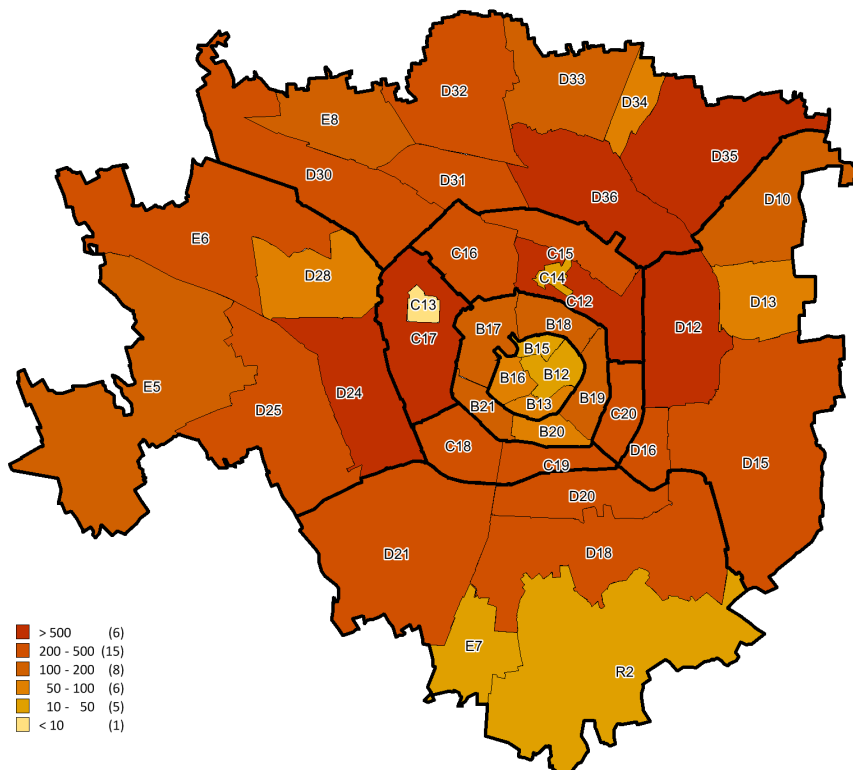 D32
D33
D34
E8
D35
D30
D31
D36
D10
E6
C16
C15
D28
C14
C13
C12
D13
B17
B18
D12
C17
B15
B16
B12
E5
D24
B21
B13
B19
D25
B20
C20
C18
D16
C19
D15
D20
D21
D18
E7
R2
> 500 (6)
200 - 500 (15)
100 - 200 (8)
50 - 100 (6)
10 - 50 (5)
< 10 (1)